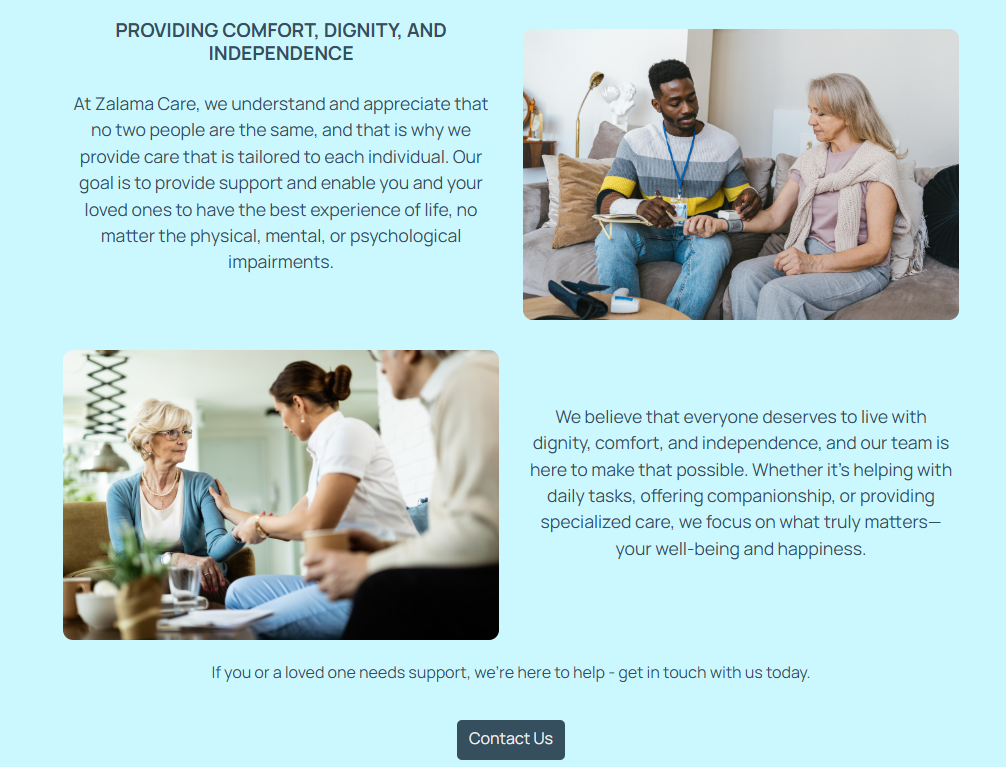 PROVIDING COMFORT, DIGNITY, AND
INDEPENDENCE
At Zalama Care, we understand and appreciate that
no two people are the same, and that is why we
provide care that is tailored to each individual. Our
goal is to provide support and enable you and your
loved ones to have the best experience of life, no
matter the physical, mental, or psychological
impairments.
We believe that everyone deserves to live with
dignity, comfort, and independence, and our team is
here to make that possible. Whether it's helping with
daily tasks, offering companionship, or providing
specialized care, we focus on what truly matters—
your well-being and happiness.
If you or a loved one needs support, we're here to help - get in touch with us today.
Contact Us